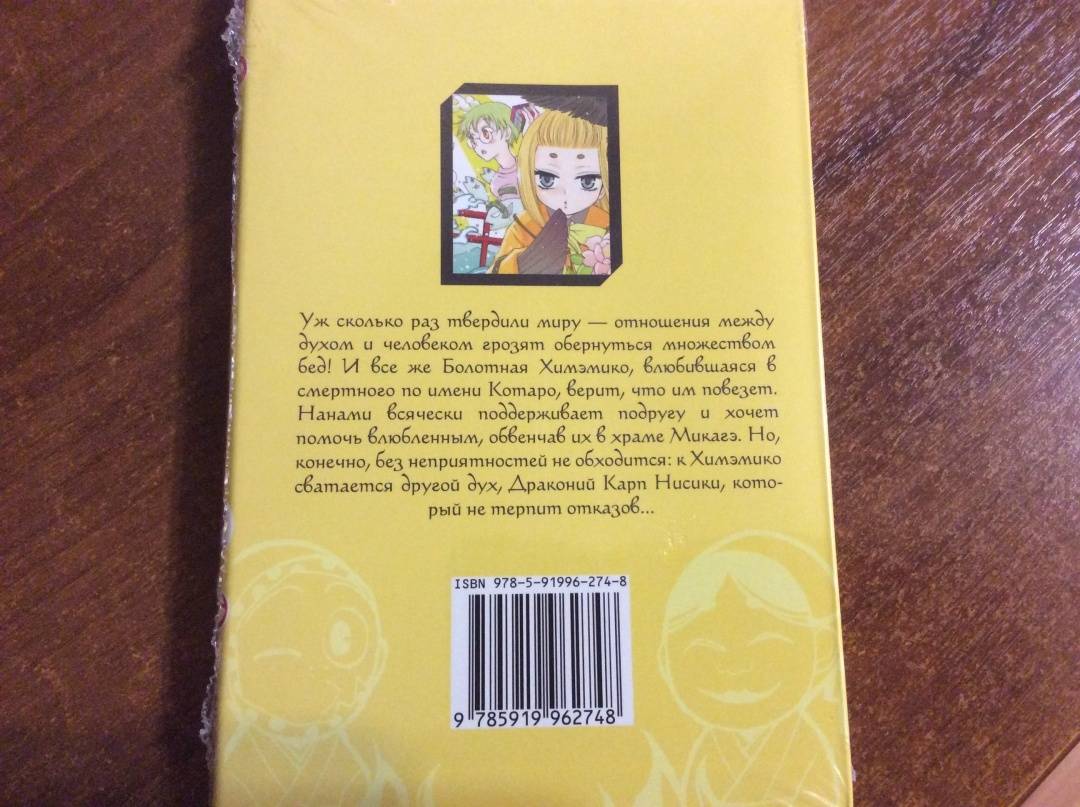 Уж сколько раз твердили миру — отношения между
духом и человеком грозят обернуться множеством
бед! И все же Болотная Химэмико, влюбившаяся в
смертного по имени Котаро, верит, что им повезет.
Нанами всячески поддерживает подругу и хочет
помочь влюбленным, обвенчав их в храме Микагэ. Но,
конечно, без неприятностей не обходится: к Химэмико
сватается другой дух, Драконий Карп Нисики, кото-
рый не терпит отказов...
ISBN 978-5-91996-274-8
9 785919 962748